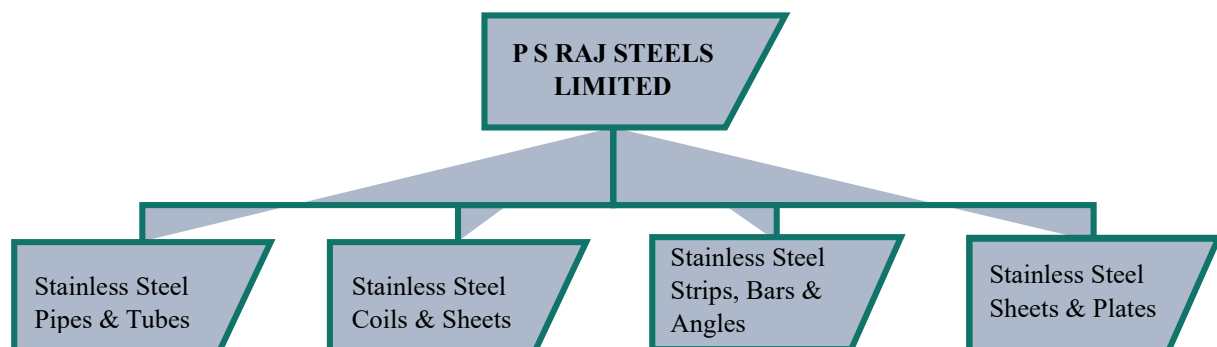 P S RAJ STEELS
LIMITED
Stainless Steel
Pipes & Tubes
Stainless Steel
Coils & Sheets
Stainless Steel
Strips, Bars &
Angles
Stainless Steel
Sheets & Plates